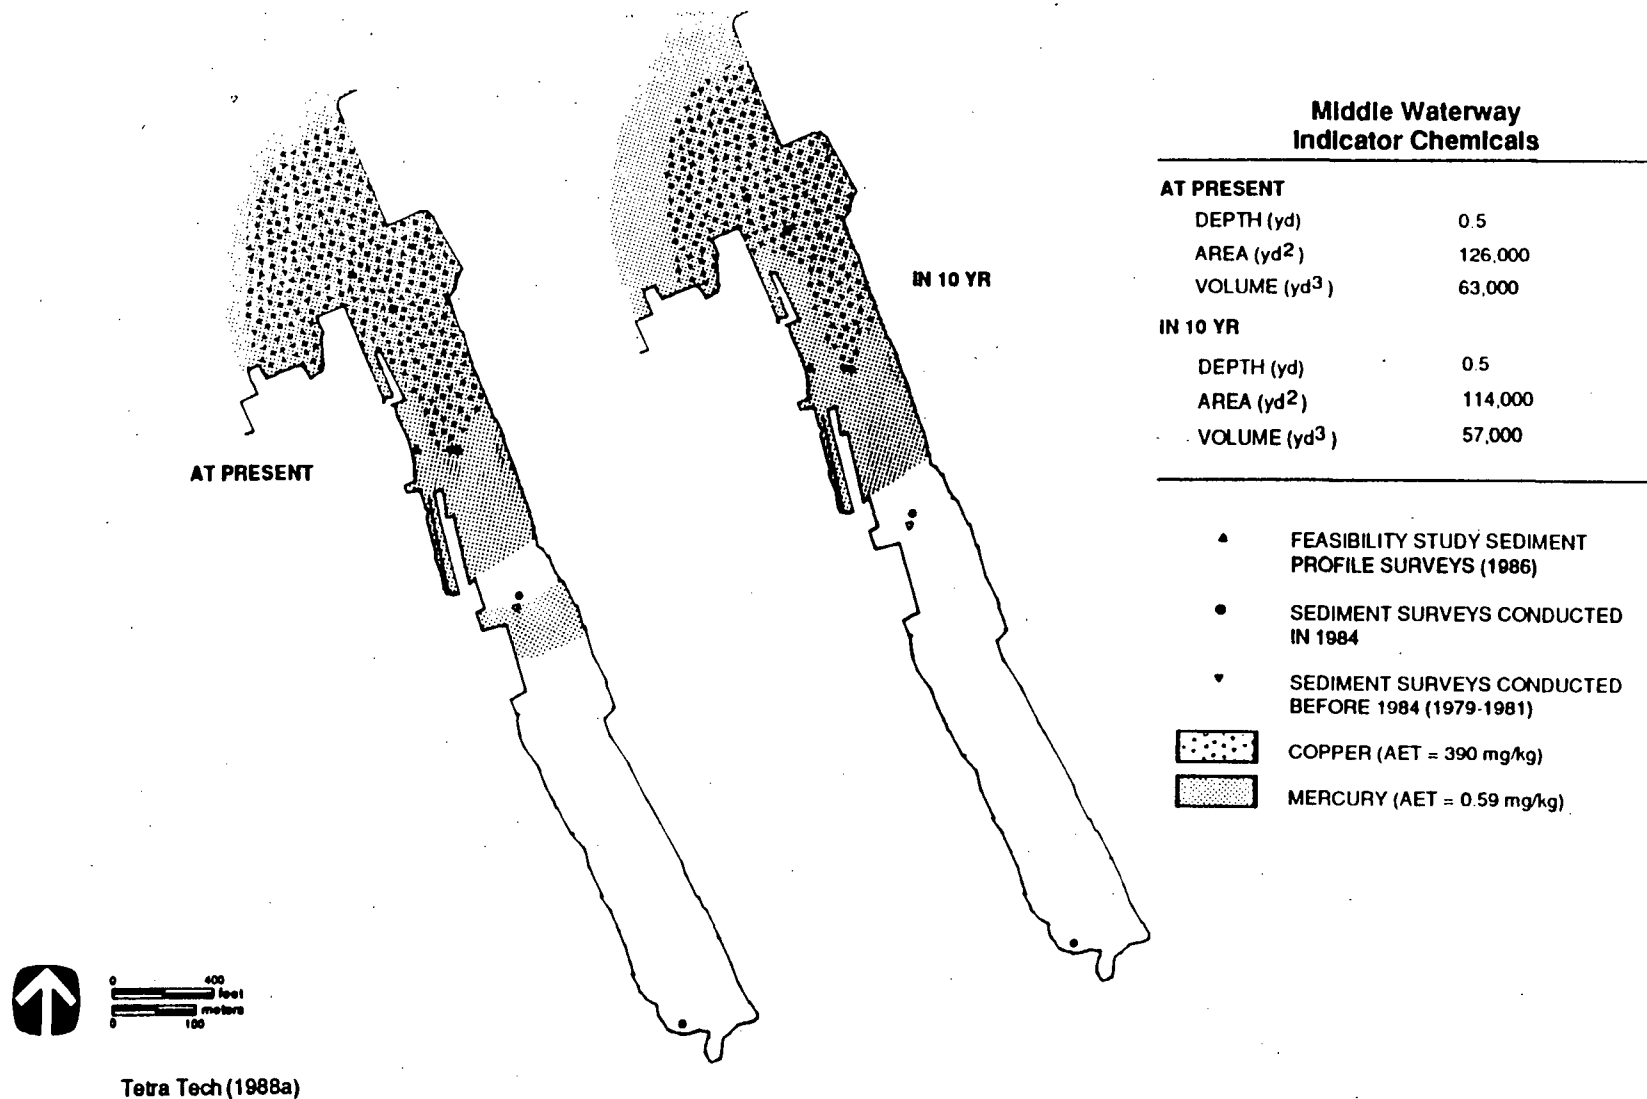 Middle Waterway
Indicator Chemicals
AT PRESENT
DEPTH (yd) 0.5
AREA (yd2) 126,000
VOLUME (yd3) 63,000
IN 10 YR
DEPTH (yd) 0.5
AREA (yd2) 114,000
VOLUME (yd3) 57,000
FEASIBILITY STUDY SEDIMENT
PROFILE SURVEYS (1986)
SEDIMENT SURVEYS CONDUCTED
IN 1984
SEDIMENT SURVEYS CONDUCTED
BEFORE 1984 (1979-1981)
COPPER (AET = 390 mg/kg)
MERCURY (AET = 0.59 mg/kg)
IN 10 YR
AT PRESENT
0 400
feet
meters
0 100
Tetra Tech (1988a)